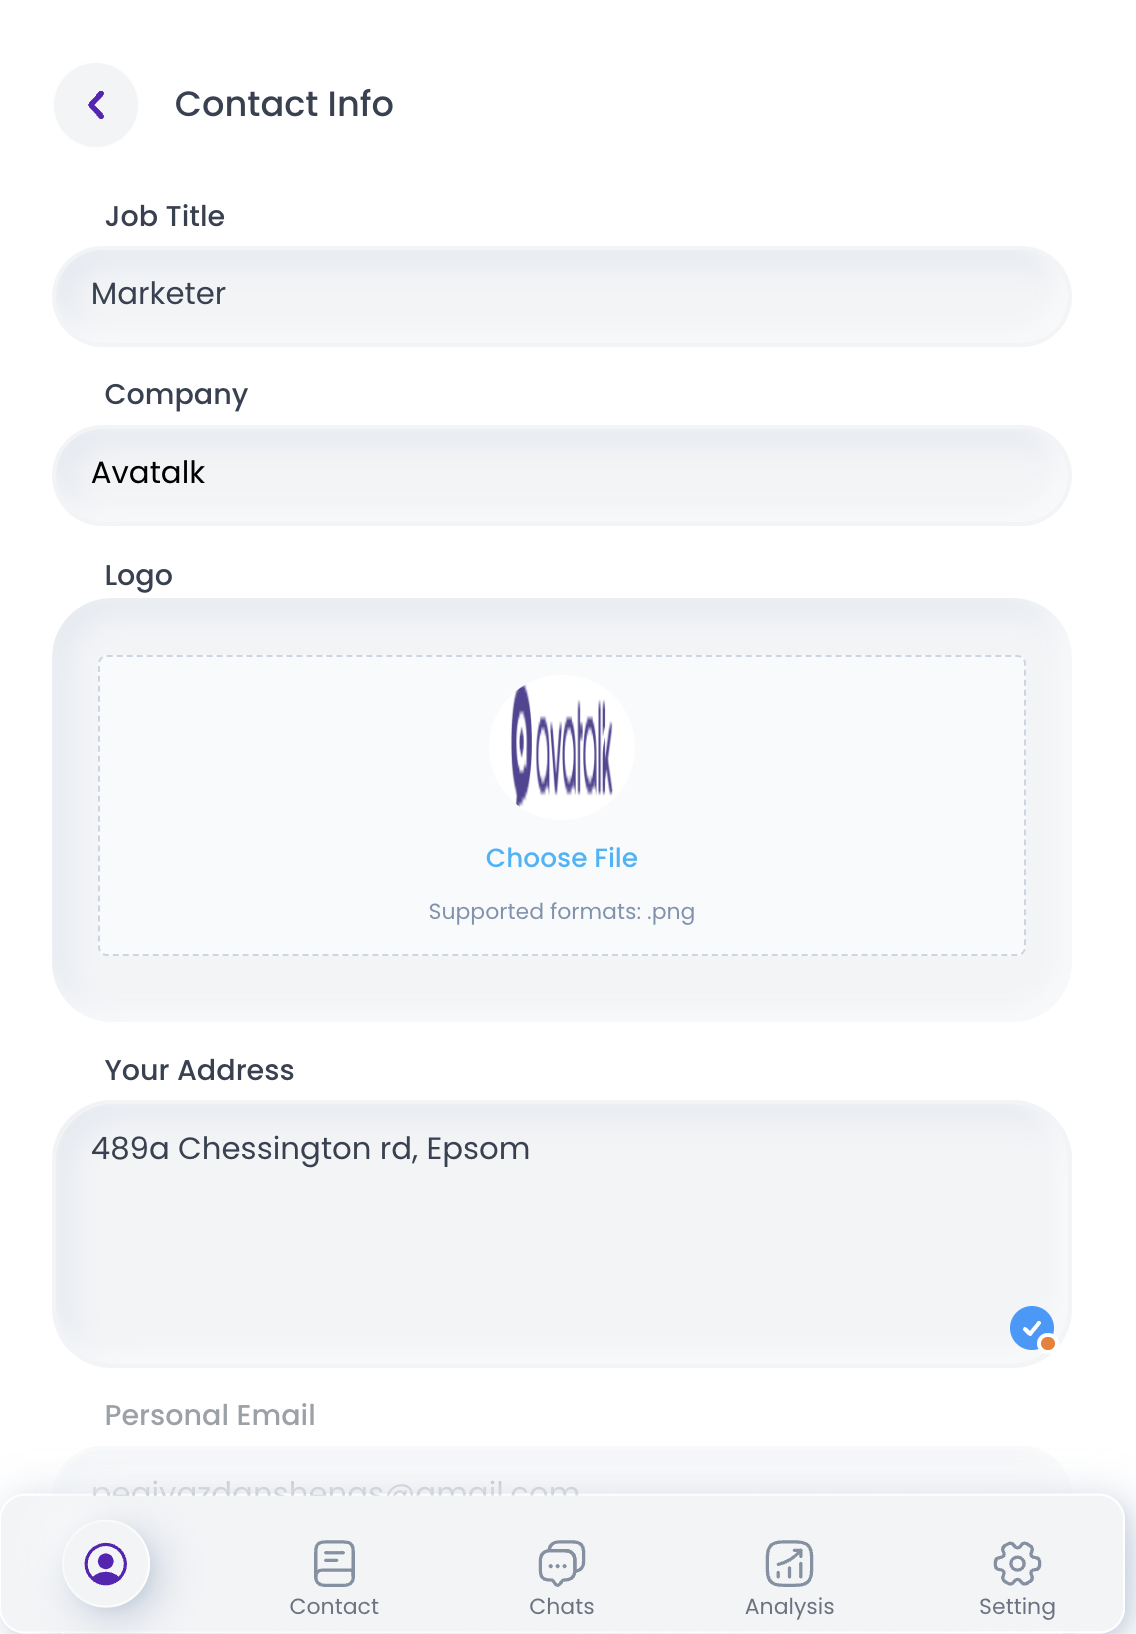 Contact Info
Job Title
Marketer
Company
Avatalk
Logo
avatalk
Choose File
Supported formats: .png
Your Address
489a Chessington rd, Epsom
Personal Email
Contact
Chats
Analysis
Setting